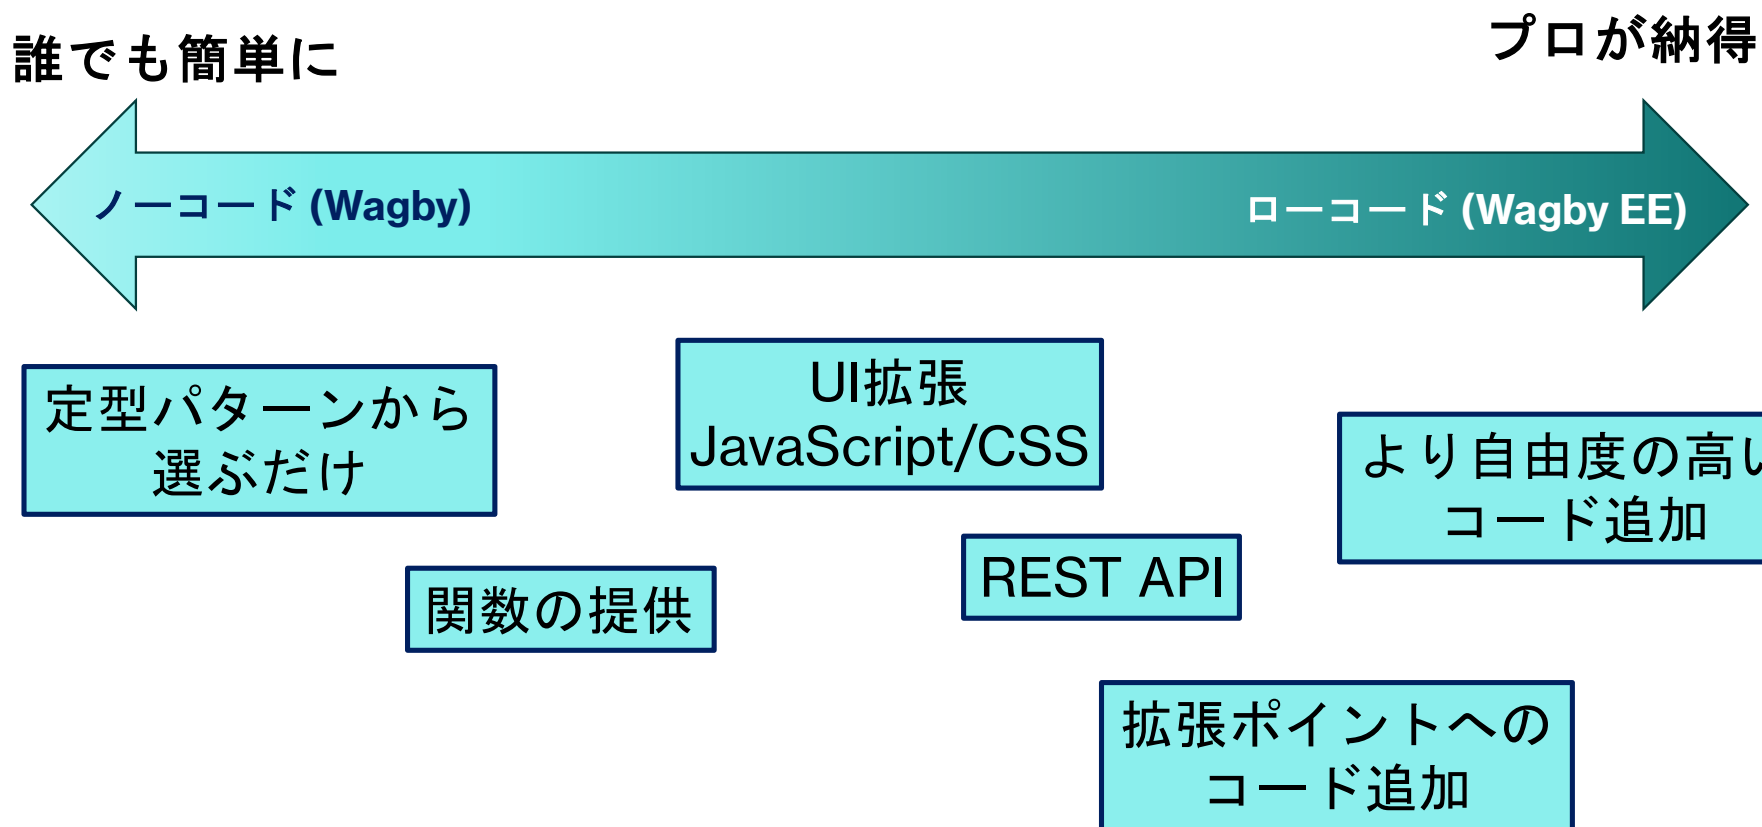 誰でも簡単に
プロが納得
ノーコード (Wagby)
ローコード (Wagby EE)
定型パターンから
選ぶだけ
UI拡張
JavaScript/CSS
より自由度の高い
コード追加
関数の提供
REST API
拡張ポイントへの
コード追加